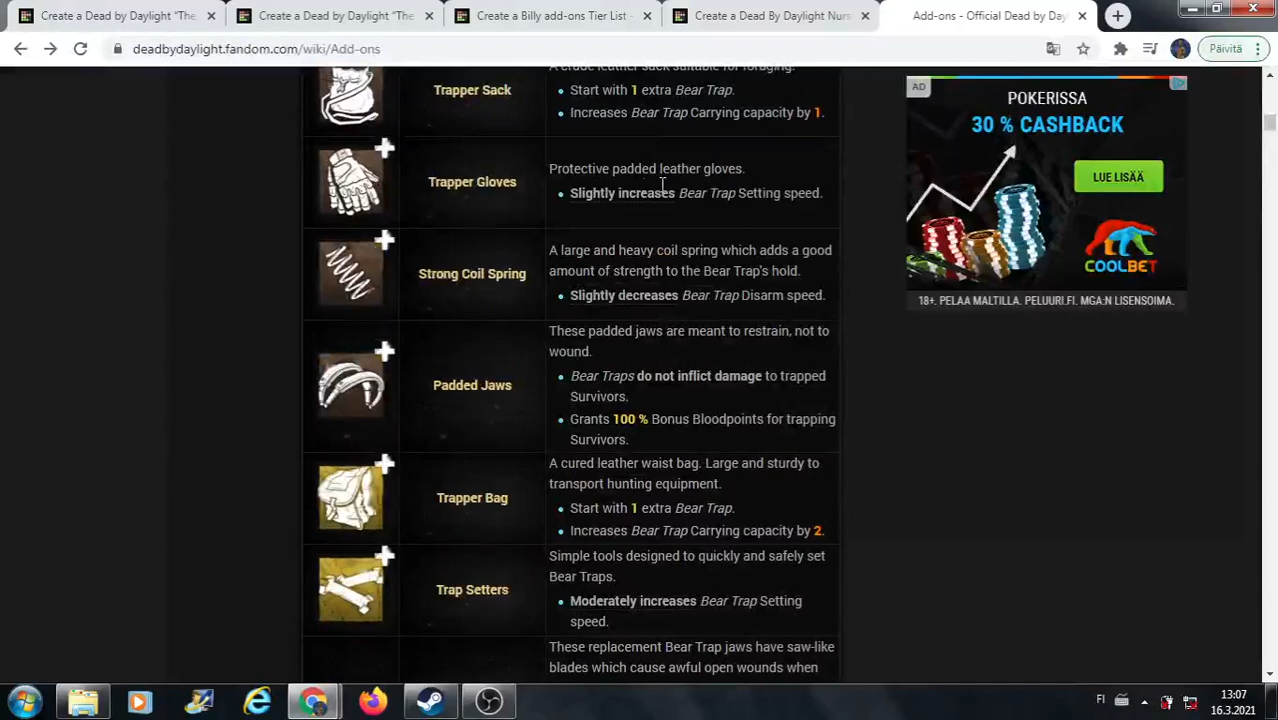 Create a Dead by Daylight "The
Create a Dead by Daylight "The
Create a Billy add-ons Tier List -
Create a Dead By Daylight Nurs
Add-ons - Official Dead by Day
deadbydaylight.fandom.com/wiki/Add-ons
Päivitä
A crude leather sack suitable for foraging.
Trapper Sack
Start with 1 extra Bear Trap.
Increases Bear Trap Carrying capacity by 1.
Trapper Gloves
Protective padded leather gloves.
Slightly increases Bear Trap Setting speed.
Strong Coil Spring
A large and heavy coil spring which adds a good
amount of strength to the Bear Trap's hold.
Slightly decreases Bear Trap Disarm speed.
Padded Jaws
These padded jaws are meant to restrain, not to
wound.
Bear Traps do not inflict damage to trapped
Survivors.
Grants 100 % Bonus Bloodpoints for trapping
Survivors.
Trapper Bag
A cured leather waist bag. Large and sturdy to
transport hunting equipment.
Start with 1 extra Bear Trap.
Increases Bear Trap Carrying capacity by 2.
Trap Setters
Simple tools designed to quickly and safely set
Bear Traps.
Moderately increases Bear Trap Setting
speed.
These replacement Bear Trap jaws have saw-like
blades which cause awful open wounds when
AD
POKERISSA
30 % CASHBACK
LUE LISÄÄ
COOLBET
18+. PELAA MALTILLA. PELUURI.FI. MGA:N LISENSOIMA.
FI
13:07
16.3.2021